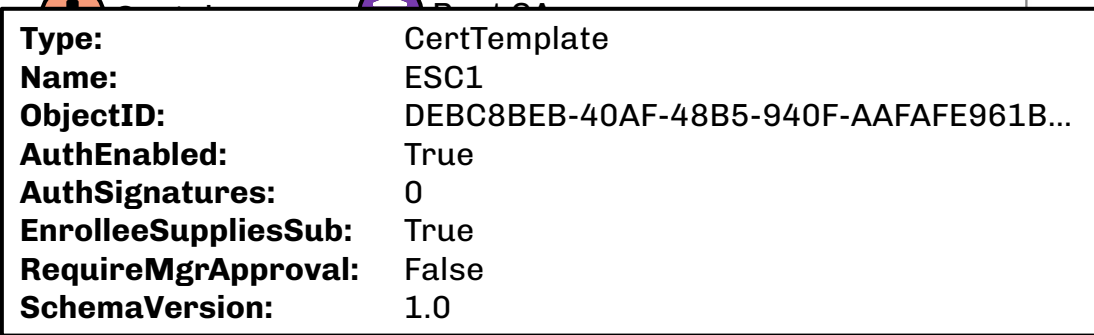 Type: CertTemplate
Name: ESC1
ObjectID: DEBC8BEB-40AF-48B5-940F-AAFAFE961B...
AuthEnabled: True
AuthSignatures: 0
EnrolleeSuppliesSub: True
RequireMgrApproval: False
SchemaVersion: 1.0